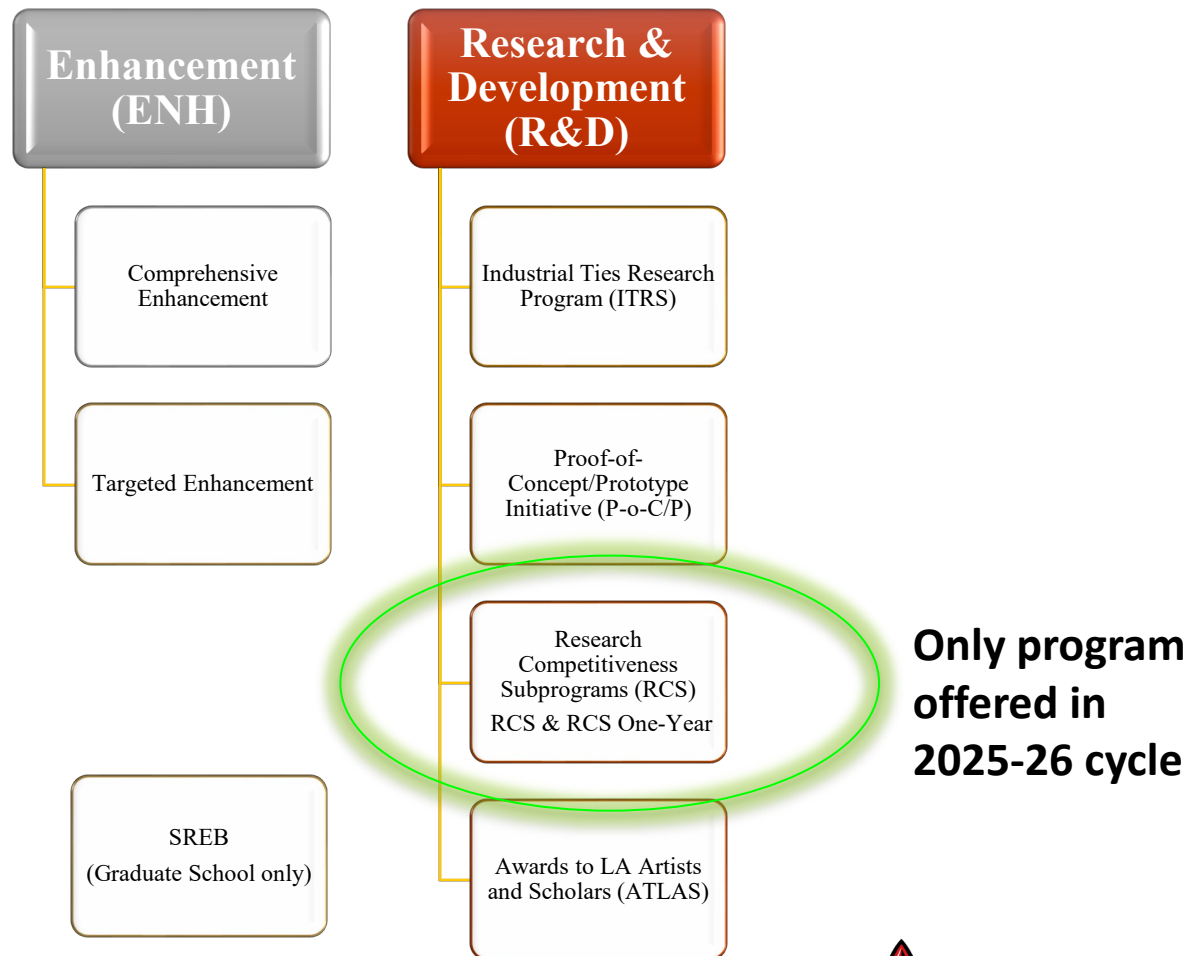 Enhancement
(ENH)
Comprehensive
Enhancement
Targeted Enhancement
SREB
(Graduate School only)
Research &
Development
(R&D)
Industrial Ties Research
Program (ITRS)
Proof-of-
Concept/Prototype
Initiative (P-o-C/P)
Research
Competitiveness
Subprograms (RCS)
RCS & RCS One-Year
Awards to LA Artists
and Scholars (ATLAS)
Only program
offered in
2025-26 cycle